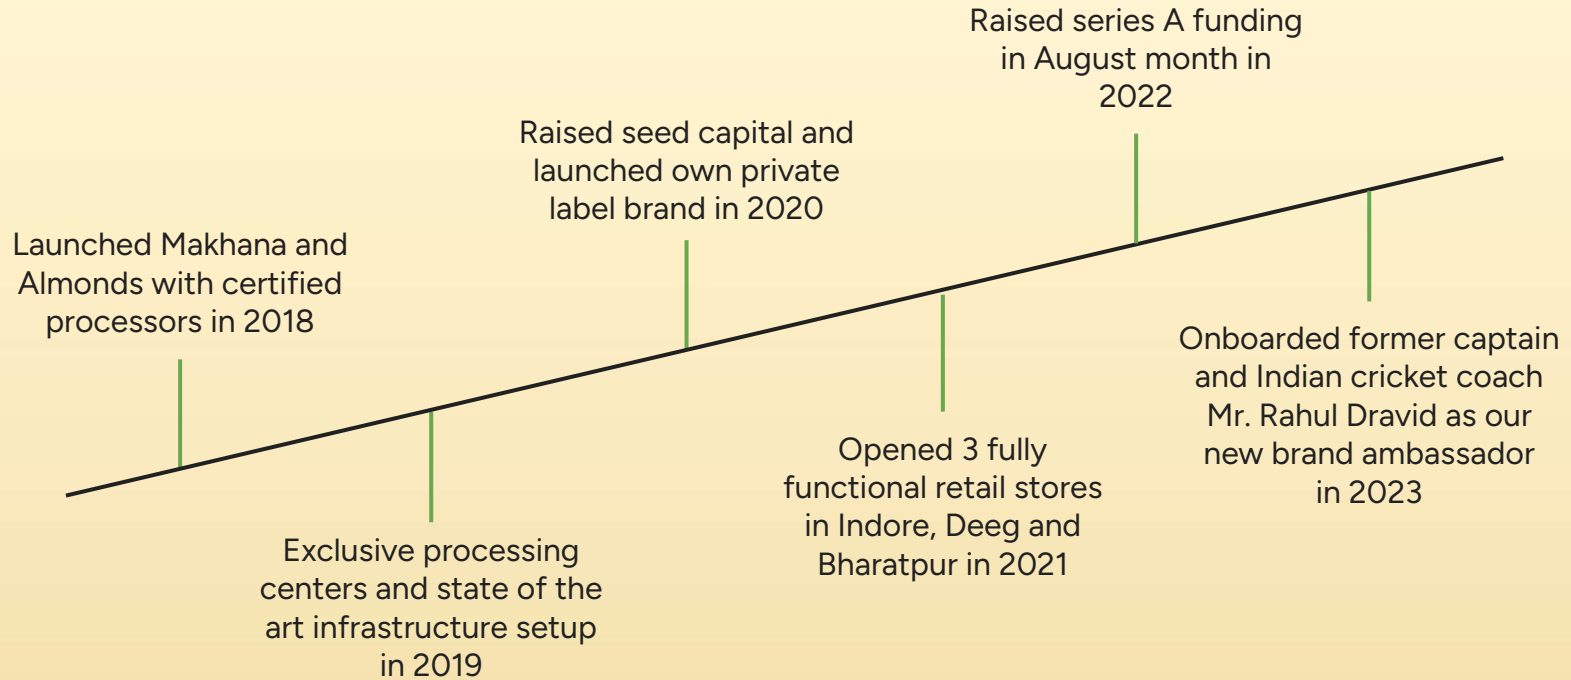 Launched Makhana and
Almonds with certified
processors in 2018
Exclusive processing
centers and state of the
art infrastructure setup
in 2019
Raised seed capital and
launched own private
label brand in 2020
Opened 3 fully
functional retail stores
in Indore, Deeg and
Bharatpur in 2021
Raised series A funding
in August month in
2022
Onboarded former captain
and Indian cricket coach
Mr. Rahul Dravid as our
new brand ambassador
in 2023